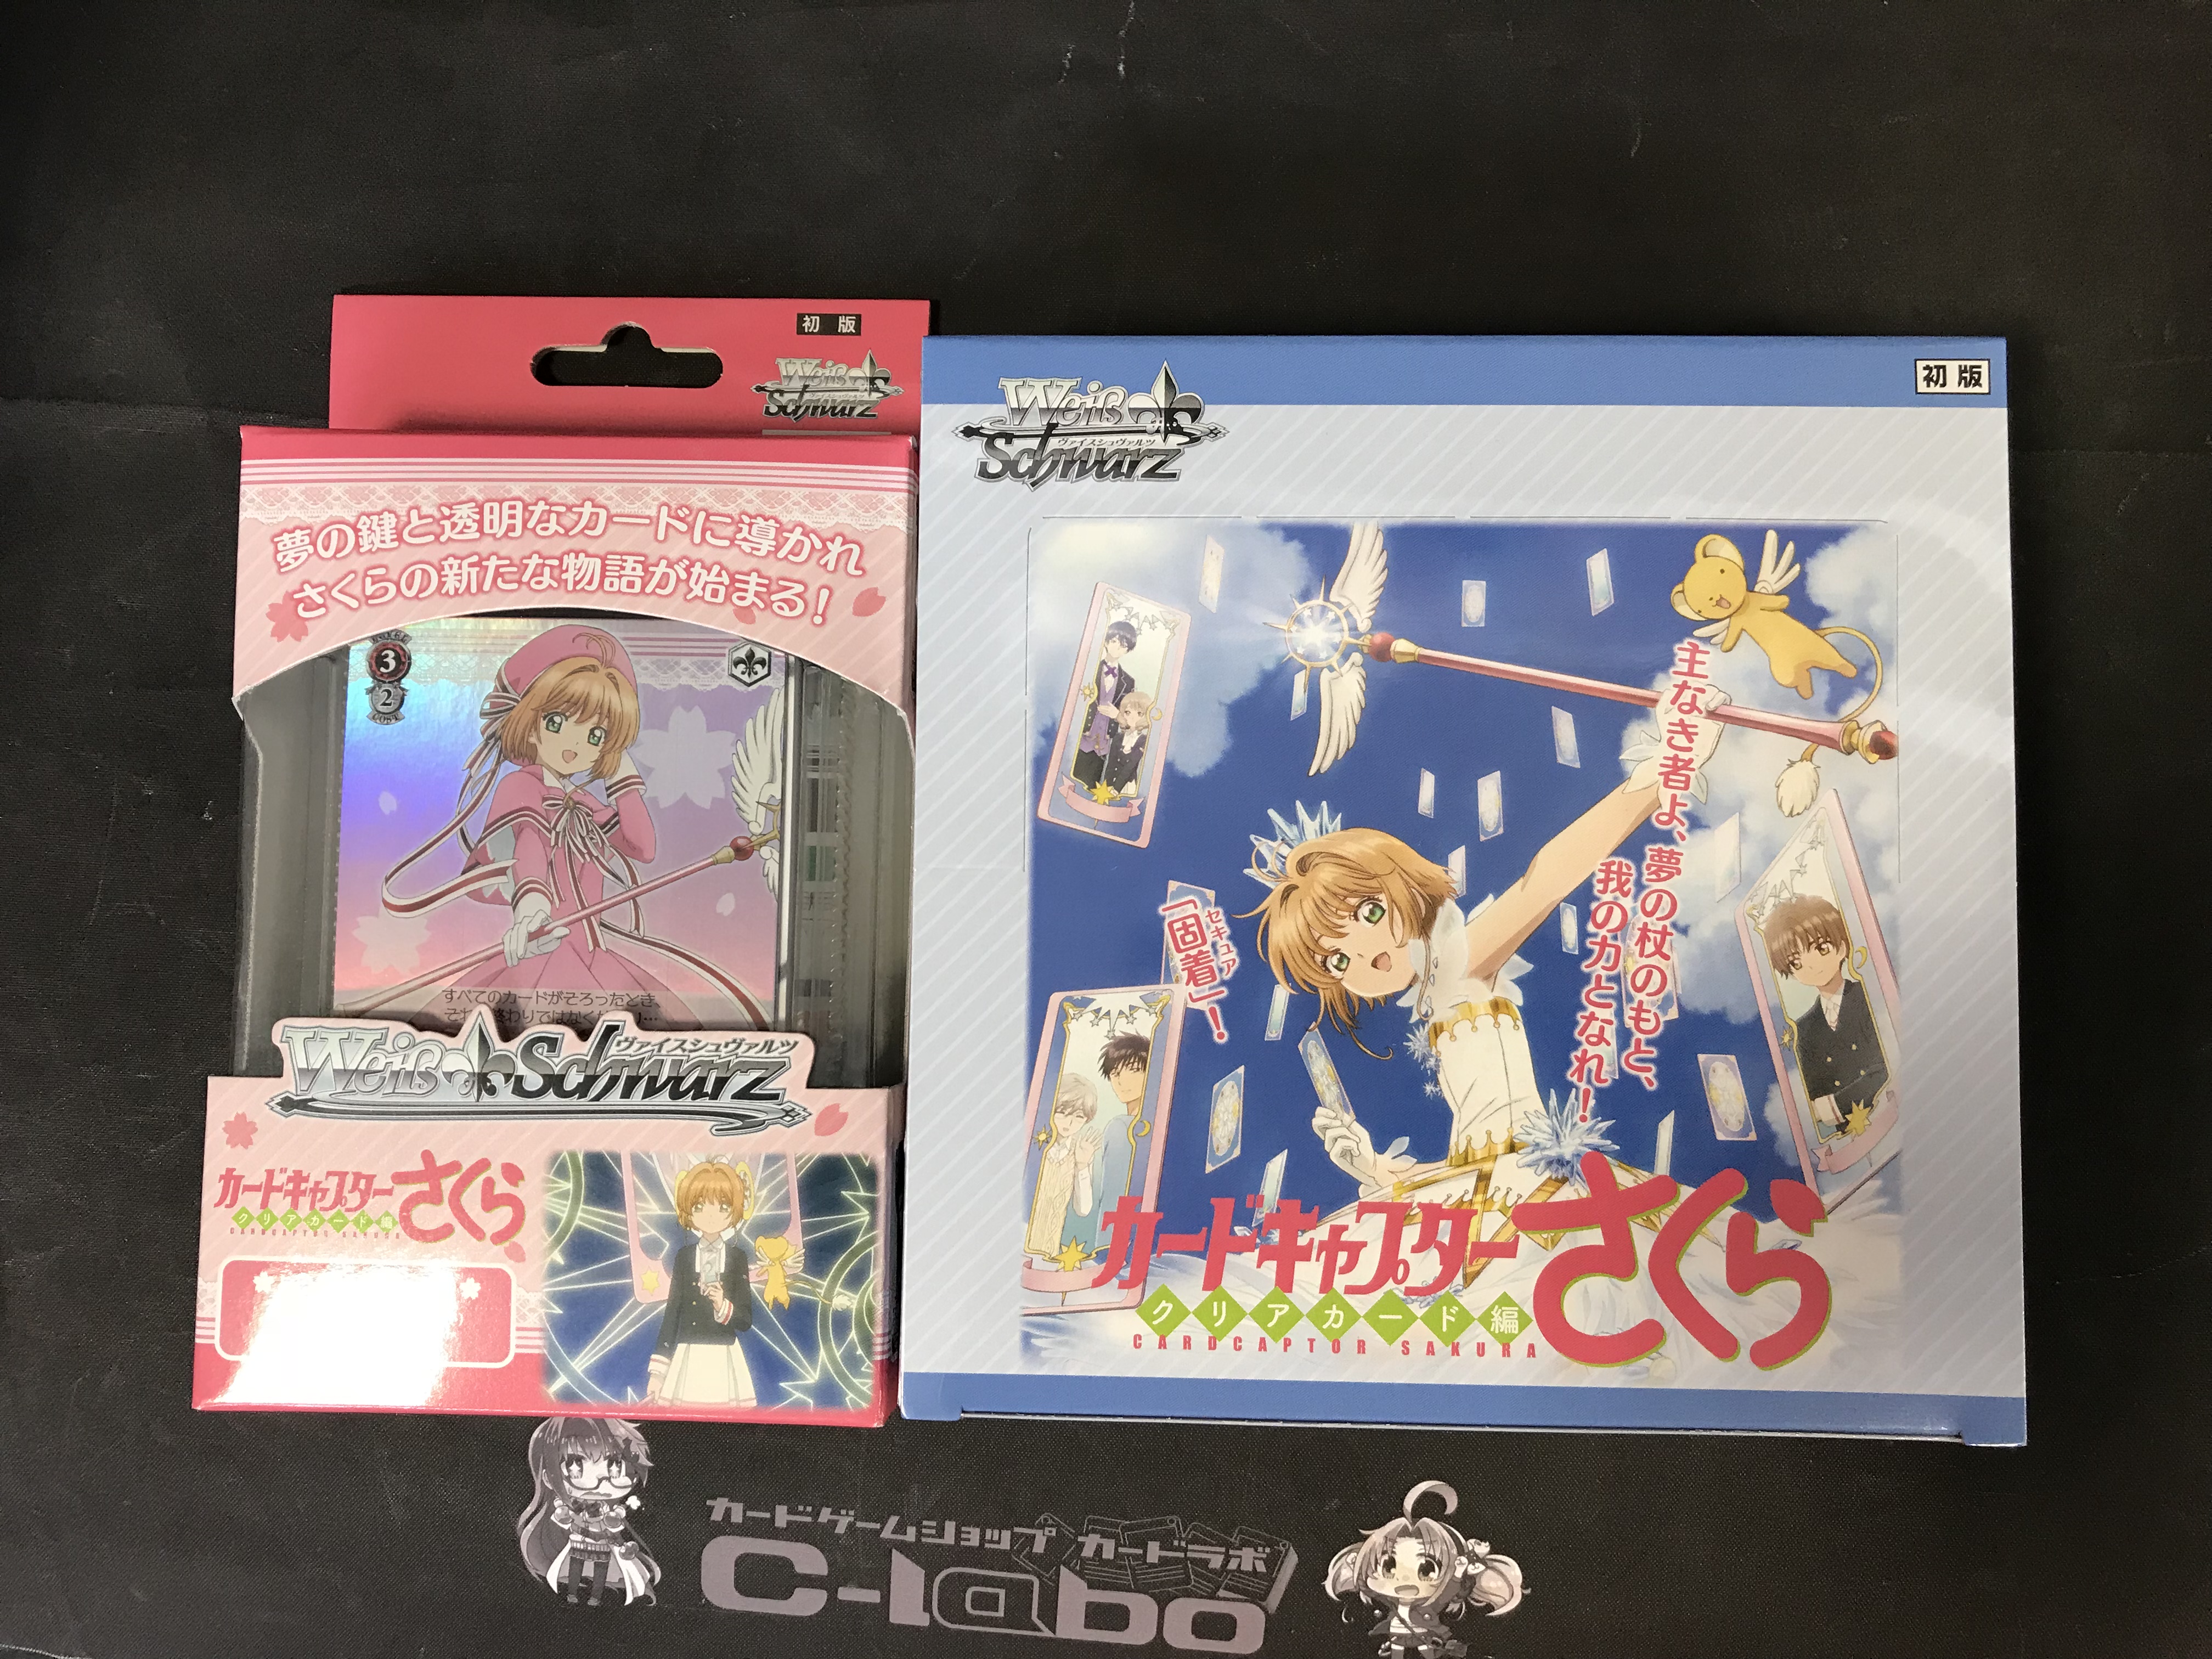 初版
Weiß Schwarz
夢の鍵と透明なカードに導かれ
さくらの新たな物語が始まる!
3
2
COST
すべてのカードがそろったとき、
ヴァイスシュヴァルツ
Weiß Schwarz
カードキャプターさくら
クリアカード編
CARDCAPTOR SAKURA
初版
Weiß
ヴァイスシュヴァルツ
Schwarz
主なき者よ、夢の杖のもと、
我の力となれ!
セキュア
「固着」!
カードキャプターさくら
クリアカード編
CARDCAPTOR SAKURA
カードゲームショップ カードラボ
C-labo